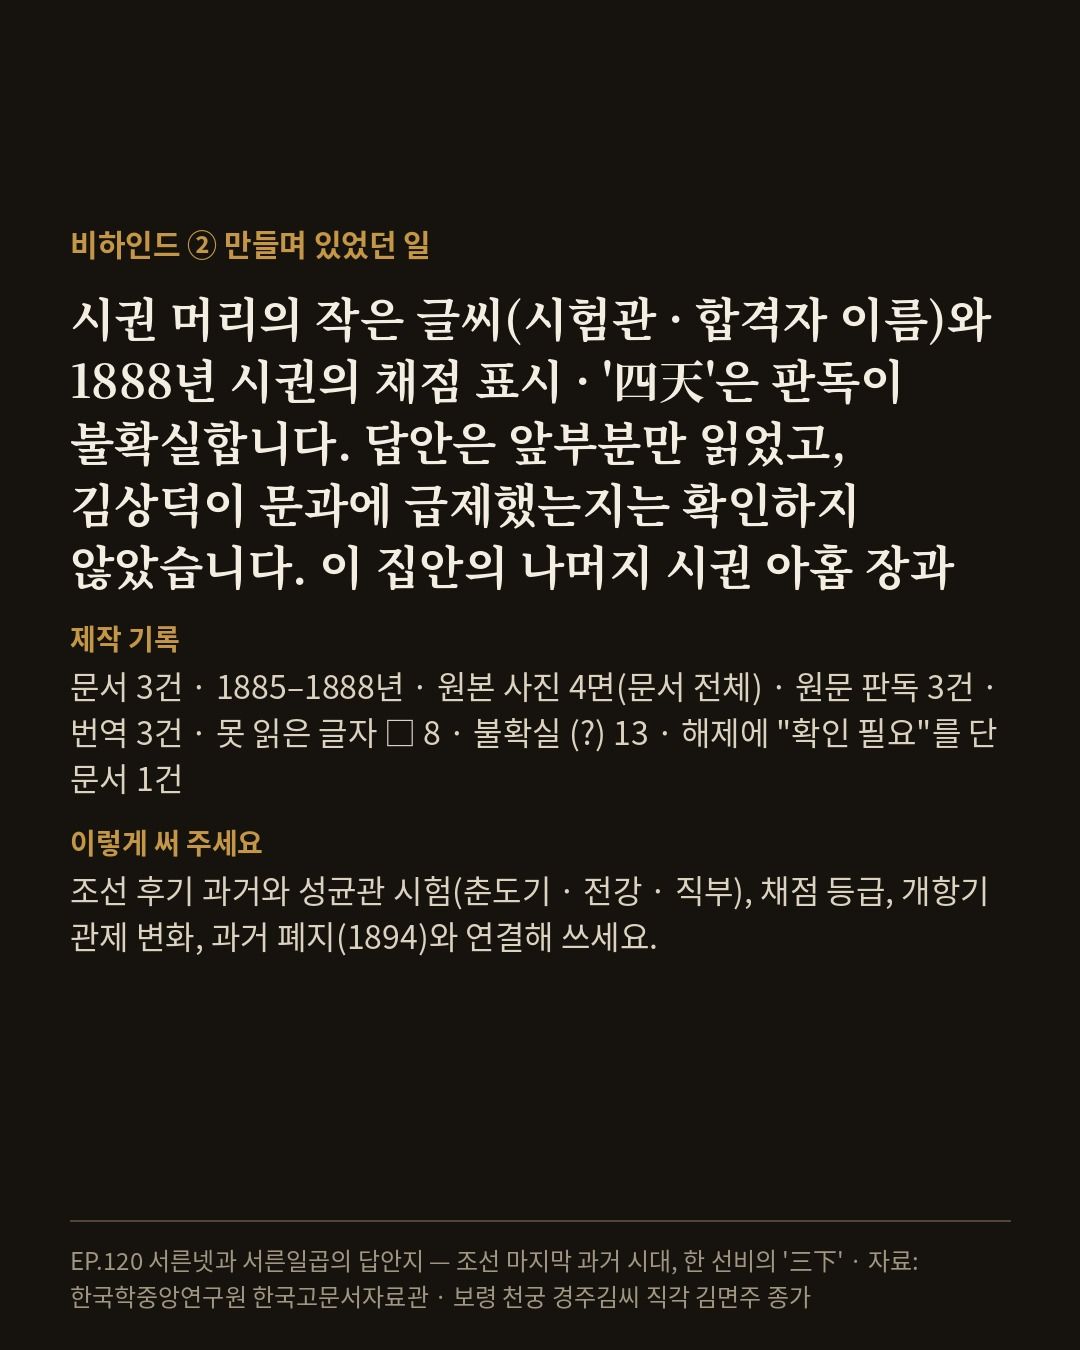 비하인드 ② 만들며 있었던 일
시권 머리의 작은 글씨(시험관 · 합격자 이름)와
1888년 시권의 채점 표시 · '四天'은 판독이
불확실합니다. 답안은 앞부분만 읽었고,
김상덕이 문과에 급제했는지는 확인하지
않았습니다. 이 집안의 나머지 시권 아홉 장과
제작 기록
문서 3건 · 1885–1888년 · 원본 사진 4면(문서 전체) · 원문 판독 3건 ·
번역 3건 · 못 읽은 글자 □ 8 · 불확실 (?) 13 · 해제에 "확인 필요"를 단
문서 1건
이렇게 써 주세요
조선 후기 과거와 성균관 시험(춘도기 · 전강 · 직부), 채점 등급, 개항기
관제 변화, 과거 폐지(1894)와 연결해 쓰세요.
EP.120 서른넷과 서른일곱의 답안지 — 조선 마지막 과거 시대, 한 선비의 '三下' · 자료:
한국학중앙연구원 한국고문서자료관 · 보령 천궁 경주김씨 직각 김면주 종가